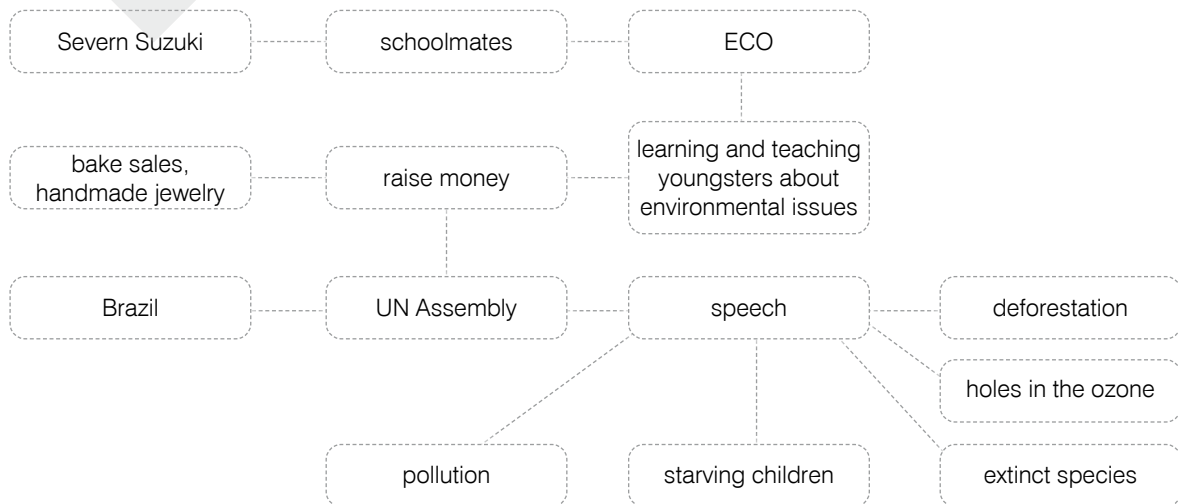 Severn Suzuki
schoolmates
ECO
bake sales,
handmade jewelry
raise money
learning and teaching
youngsters about
environmental issues
Brazil
UN Assembly
speech
deforestation
holes in the ozone
pollution
starving children
extinct species